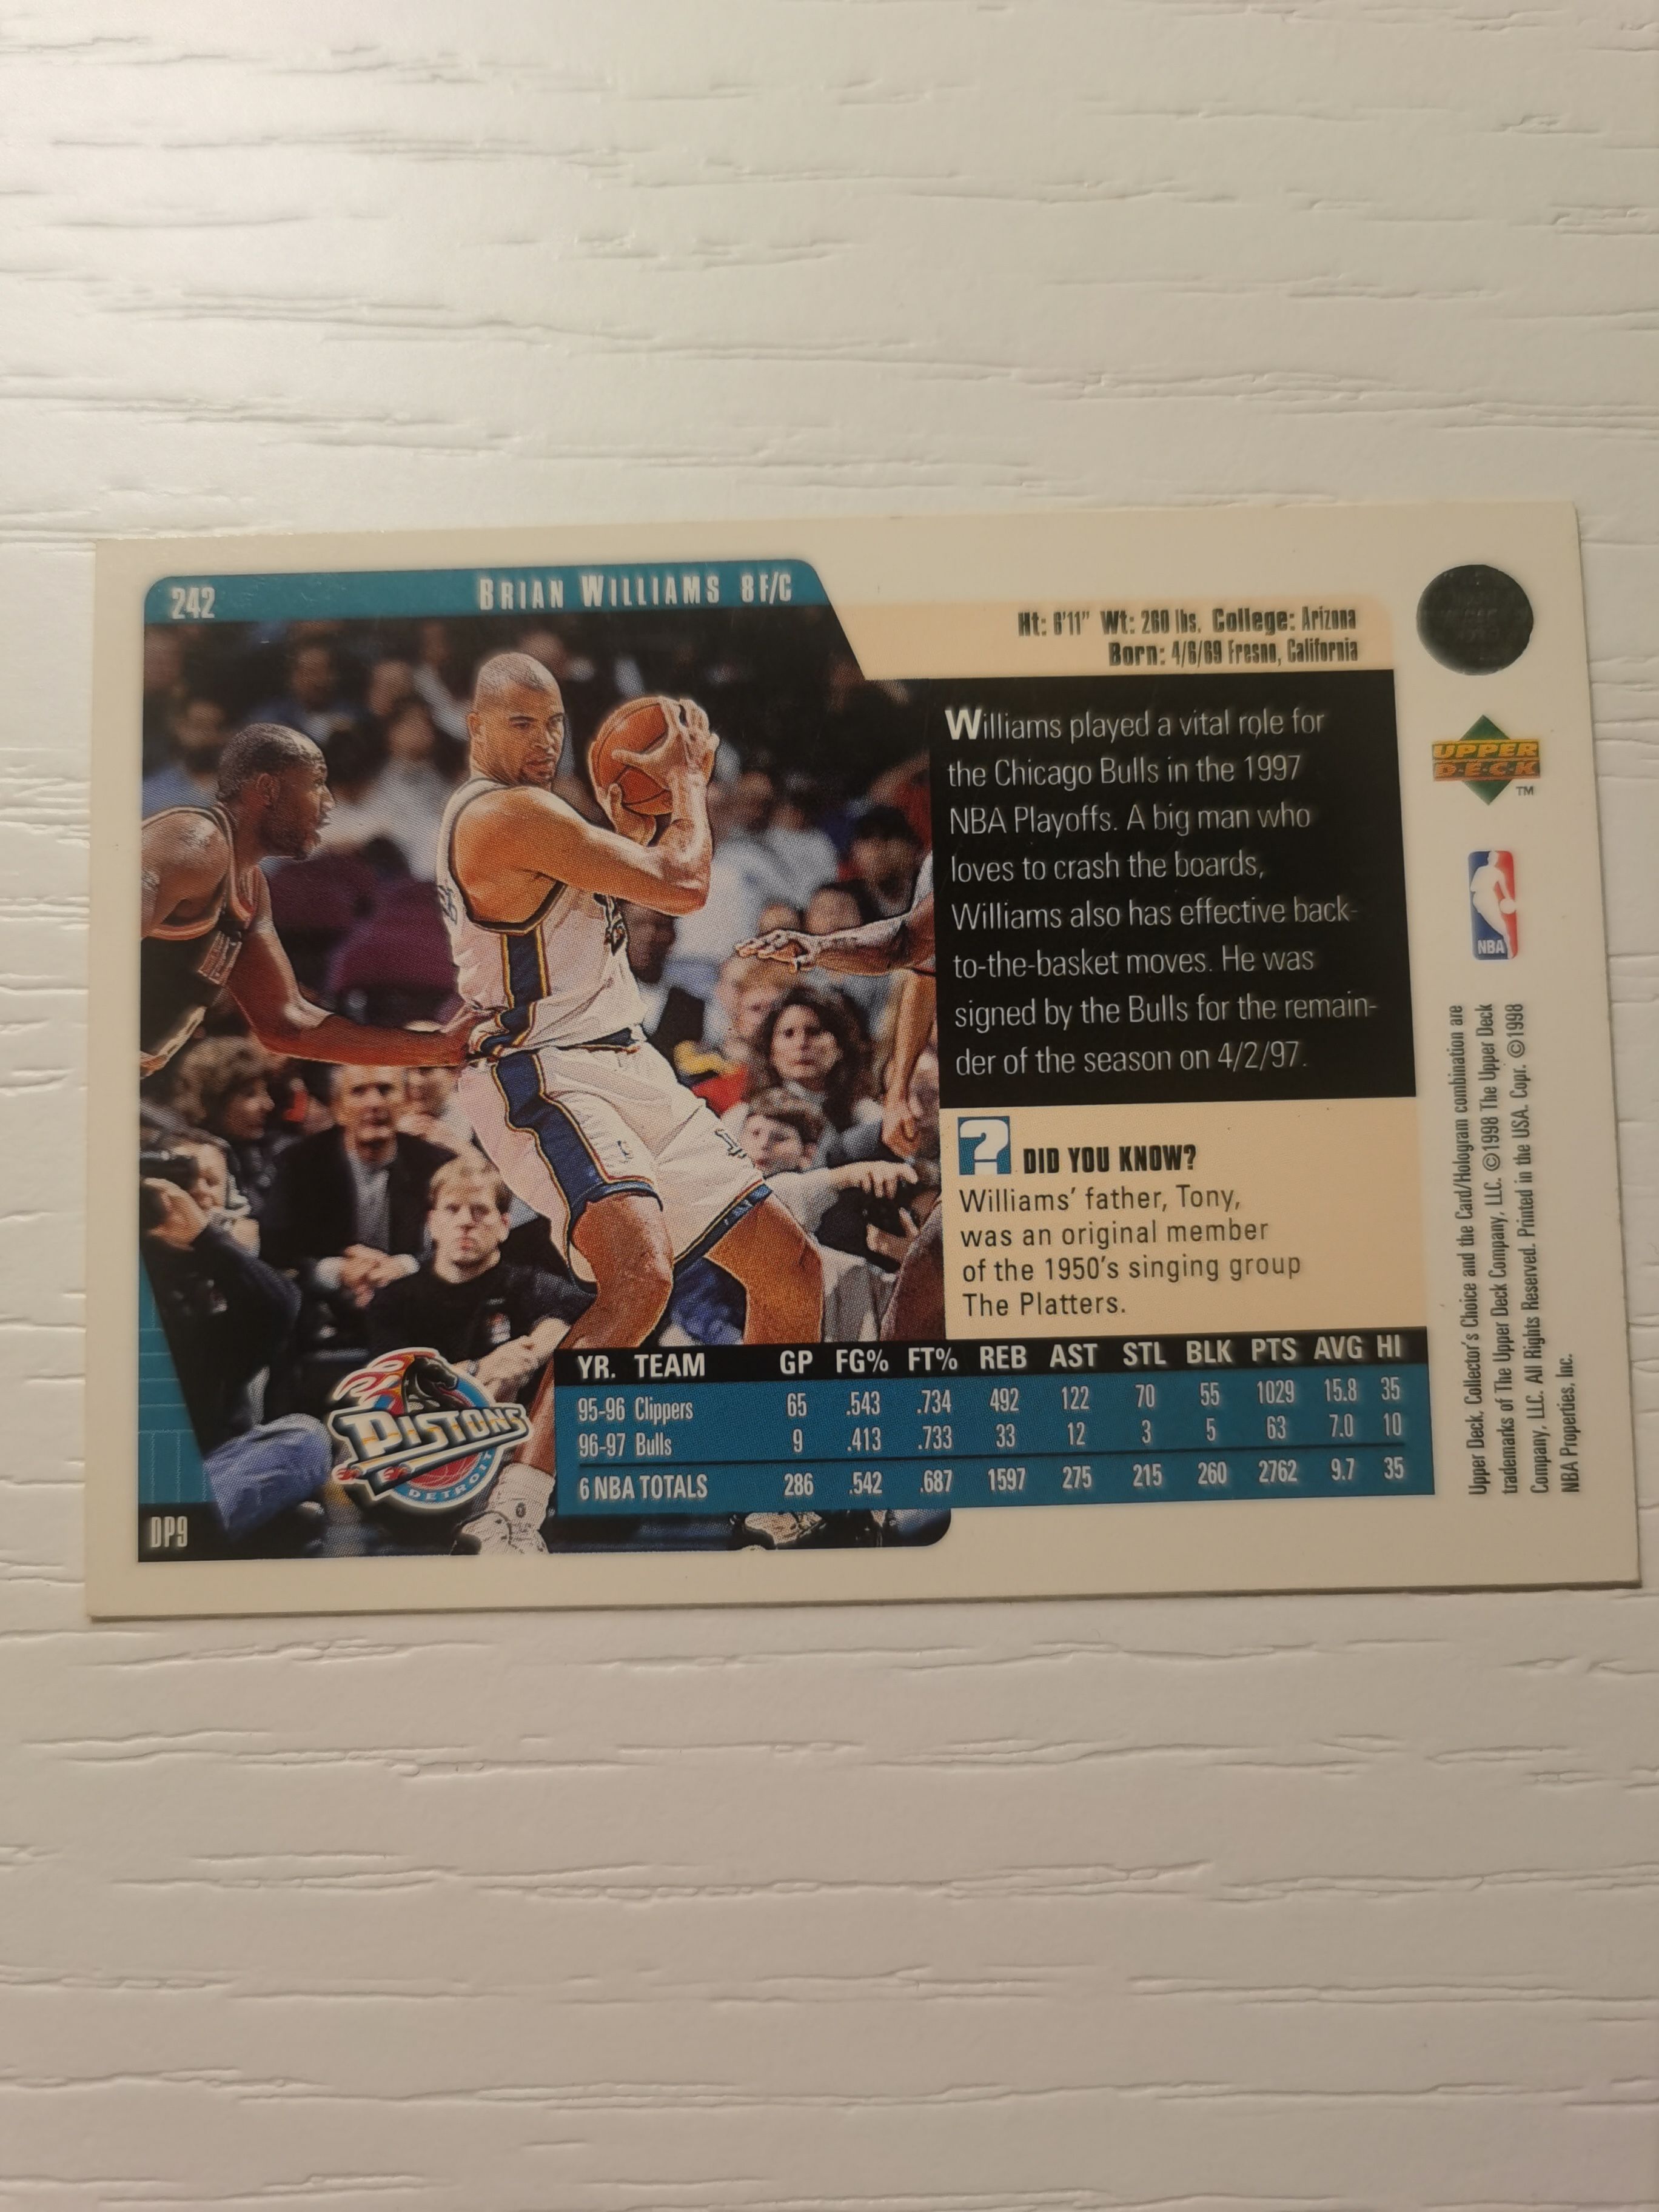 242
BRIAN WILLIAMS 8 F/C
Ht: 6'11" Wt: 260 lbs. College: Arizona
Born: 4/6/69 Fresno, California
Williams played a vital role for
the Chicago Bulls in the 1997
NBA Playoffs. A big man who
loves to crash the boards,
Williams also has effective back-
to-the-basket moves. He was
signed by the Bulls for the remain-
der of the season on 4/2/97.
? DID YOU KNOW?
Williams' father, Tony,
was an original member
of the 1950's singing group
The Platters.
YR. TEAM GP FG% FT% REB AST STL BLK PTS AVG HI
95-96 Clippers 65 .543 .734 492 122 70 55 1029 15.8 35
96-97 Bulls 9 .413 .733 33 12 3 5 63 7.0 10
6 NBA TOTALS 286 .542 .687 1597 275 215 260 2762 9.7 35
PISTONS
DETROIT
DP9
UPPER
DECK
TM
NBA
Upper Deck, Collector's Choice and the Card/Hologram combination are
trademarks of The Upper Deck Company, LLC. ©1998 The Upper Deck
Company, LLC. All Rights Reserved. Printed in the USA. Copr. ©1998
NBA Properties, Inc.